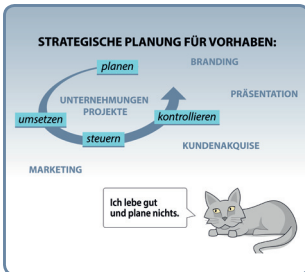 STRATEGISCHE PLANUNG FÜR VORHABEN:
planen
BRANDING
UNTERNEHMUNGEN
PROJEKTE
PRÄSENTATION
umsetzen
kontrollieren
steuern
KUNDENAKQUISE
MARKETING
Ich lebe gut
und plane nichts.